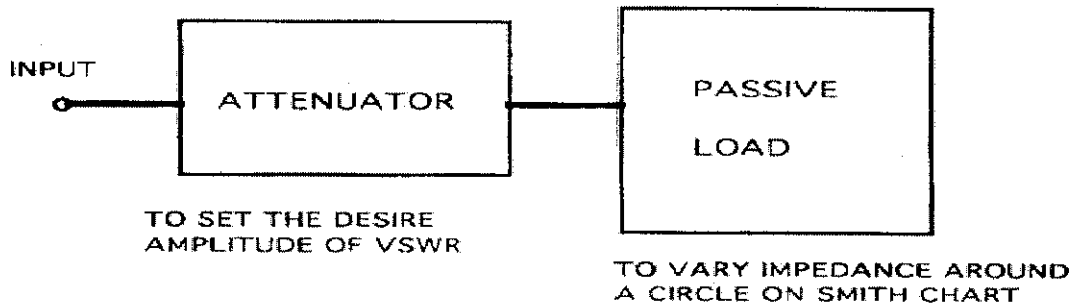 INPUT
ATTENUATOR
PASSIVE
LOAD
TO SET THE DESIRE
AMPLITUDE OF VSWR
TO VARY IMPEDANCE AROUND
A CIRCLE ON SMITH CHART